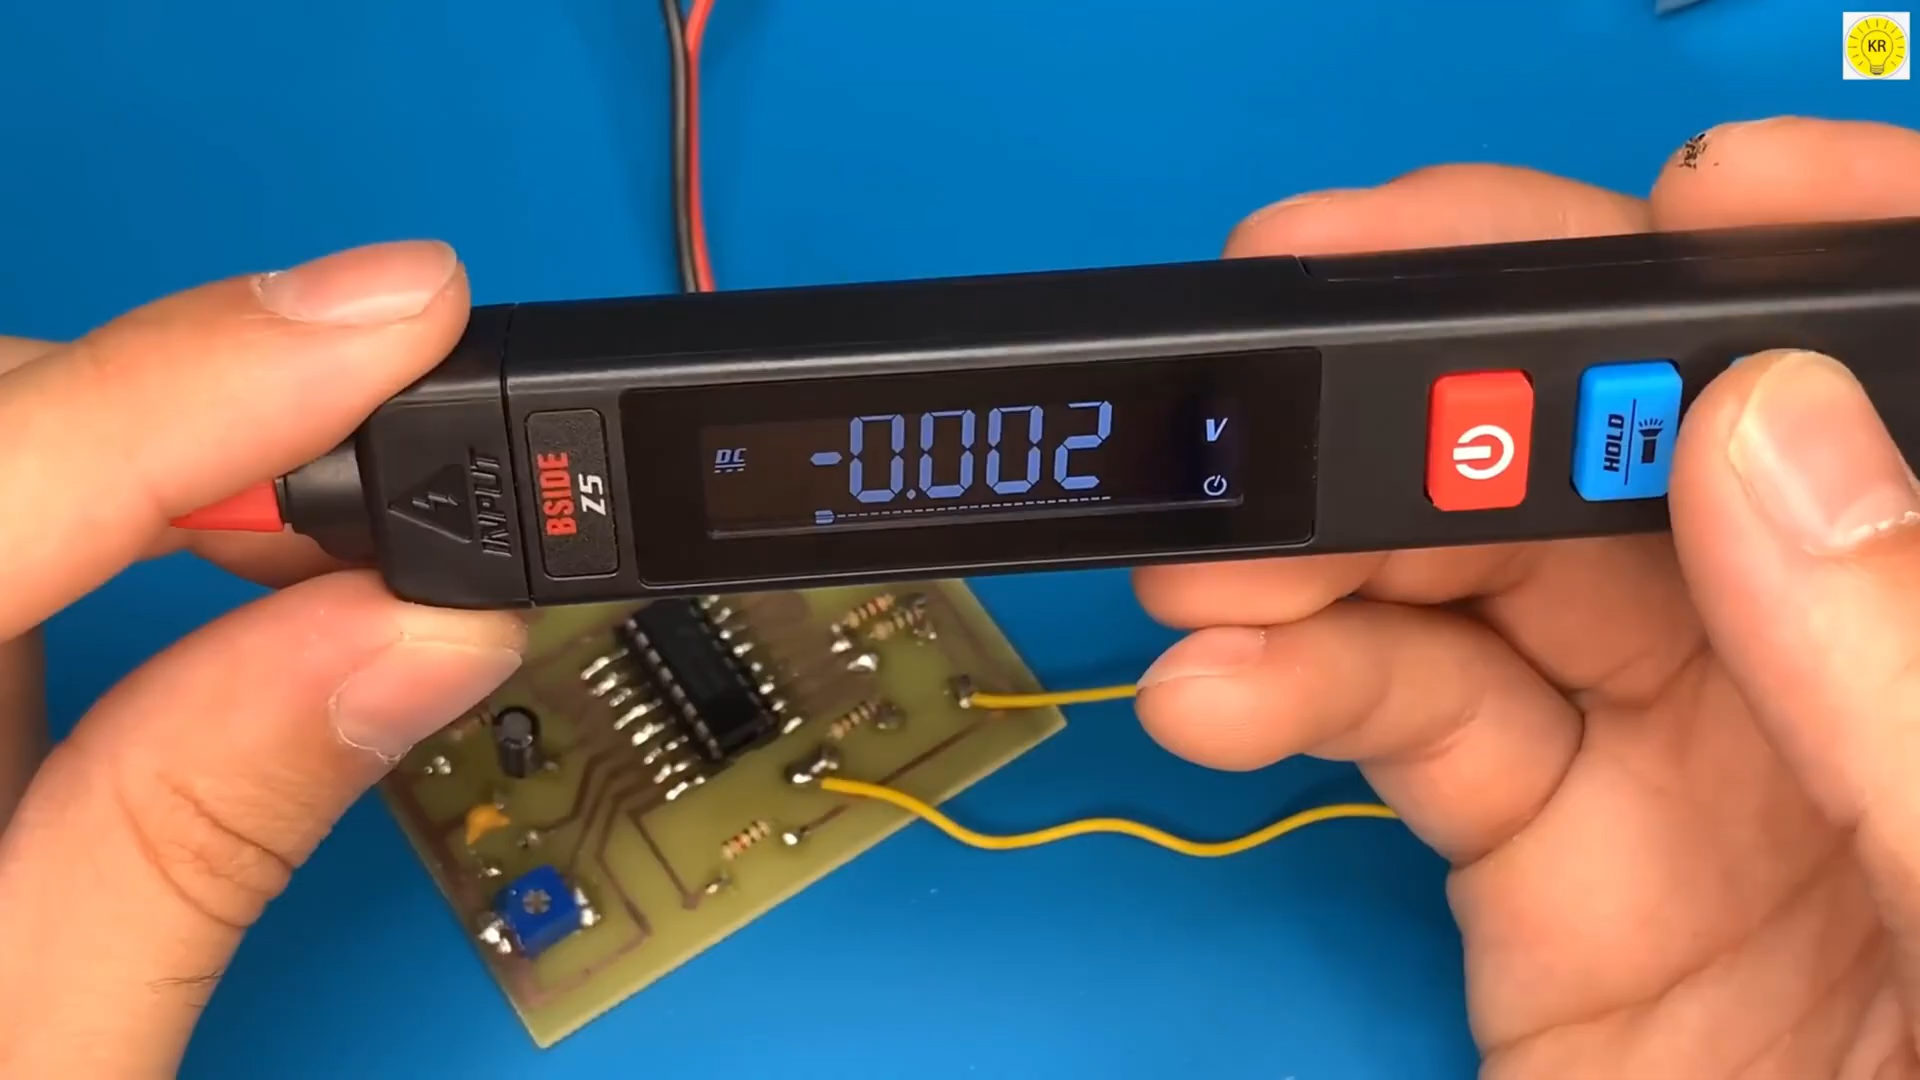 KR
DC
-0.002
V
INPUT
BSIDE
Z5
HOLD